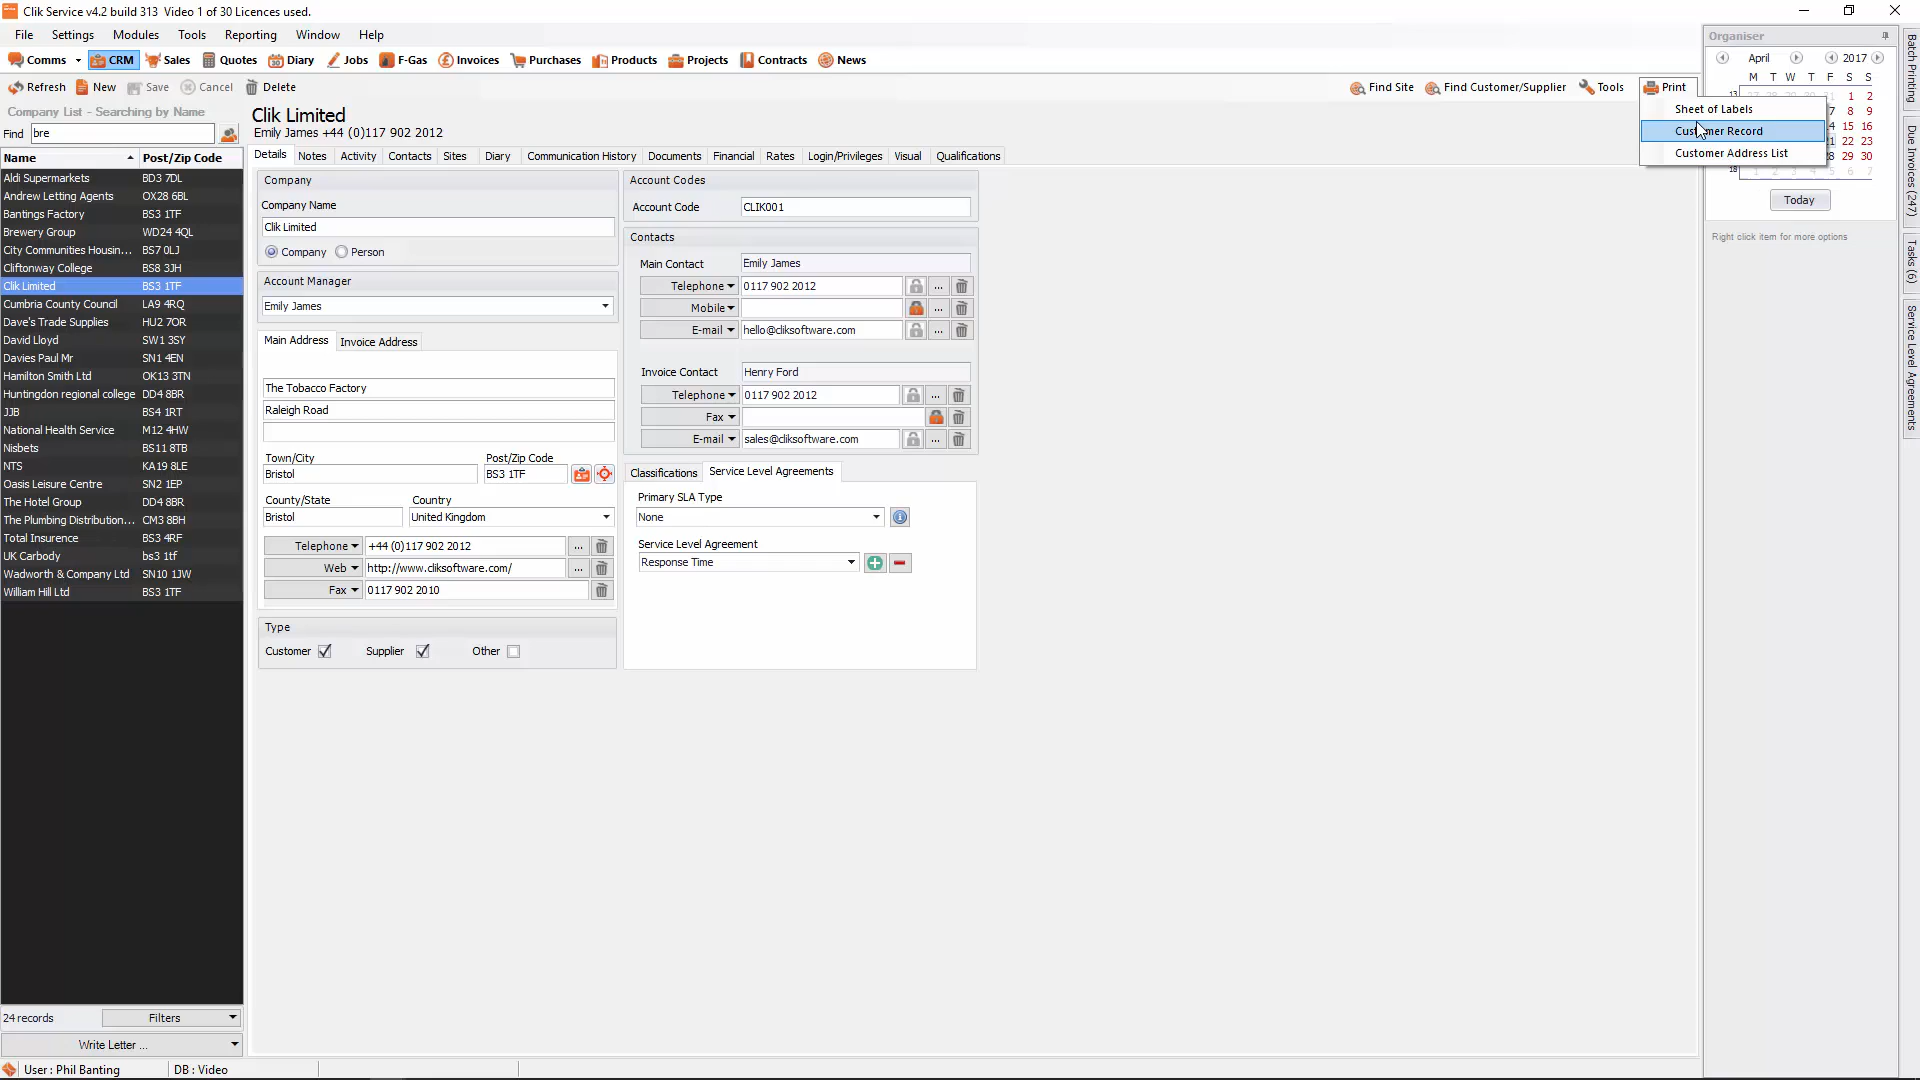 Clik Service v4.2 build 313  Video 1 of 30 Licences used.
File Settings Modules Tools Reporting Window Help
Comms CRM Sales Quotes Diary Jobs F-Gas Invoices Purchases Products Projects Contracts News
Refresh New Save Cancel Delete
Find Site Find Customer/Supplier Tools Print
Sheet of Labels
Customer Record
Customer Address List
Company List - Searching by Name
Find bre
Name Post/Zip Code
Aldi Supermarkets BD3 7DL
Andrew Letting Agents OX28 6BL
Bantings Factory BS3 1TF
Brewery Group WD24 4QL
City Communities Housin... BS7 0LJ
Cliftonway College BS8 3JH
Clik Limited BS3 1TF
Cumbria County Council LA9 4RQ
Dave's Trade Supplies HU2 7OR
David Lloyd SW1 3SY
Davies Paul Mr SN1 4EN
Hamilton Smith Ltd OK13 3TN
Huntingdon regional college DD4 8BR
JJB BS4 1RT
National Health Service M12 4HW
Nisbets BS11 8TB
NTS KA19 8LE
Oasis Leisure Centre SN2 1EP
The Hotel Group DD4 8BR
The Plumbing Distribution... CM3 8BH
Total Insurence BS3 4RF
UK Carbody bs3 1tf
Wadworth & Company Ltd SN10 1JW
William Hill Ltd BS3 1TF
24 records Filters
Write Letter ...
User : Phil Banting DB : Video
Clik Limited
Emily James +44 (0)117 902 2012
Details Notes Activity Contacts Sites Diary Communication History Documents Financial Rates Login/Privileges Visual Qualifications
Company
Company Name
Clik Limited
Company Person
Account Manager
Emily James
Main Address Invoice Address
The Tobacco Factory
Raleigh Road
Town/City Post/Zip Code
Bristol BS3 1TF
County/State Country
Bristol United Kingdom
Telephone +44 (0)117 902 2012 ...
Web http://www.cliksoftware.com/ ...
Fax 0117 902 2010
Type
Customer Supplier Other
Account Codes
Account Code CLIK001
Contacts
Main Contact Emily James
Telephone 0117 902 2012 ...
Mobile ...
E-mail hello@cliksoftware.com ...
Invoice Contact Henry Ford
Telephone 0117 902 2012 ...
Fax
E-mail sales@cliksoftware.com ...
Classifications Service Level Agreements
Primary SLA Type
None
Service Level Agreement
Response Time
Organiser
April 2017
M T W T F S S
13 1 2
7 8 9
14 15 16
21 22 23
28 29 30
18
Today
Right click item for more options
Batch Printing
Due Invoices (247)
Tasks (6)
Service Level Agreements